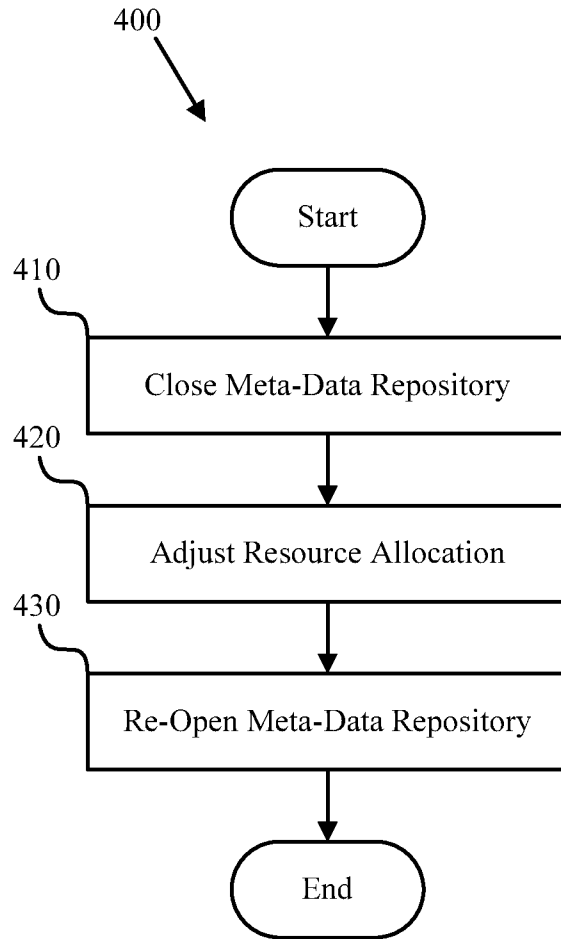 400
Start
410
Close Meta-Data Repository
420
Adjust Resource Allocation
430
Re-Open Meta-Data Repository
End